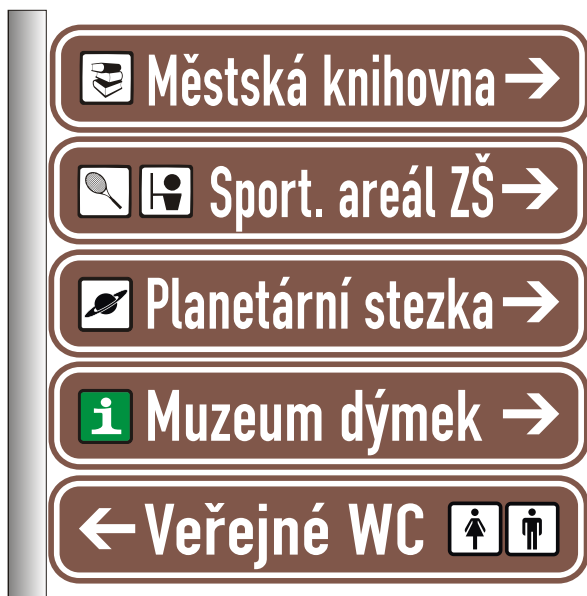 Městská knihovna
Sport. areál ZŠ
Planetární stezka
i Muzeum dýmek
Veřejné WC